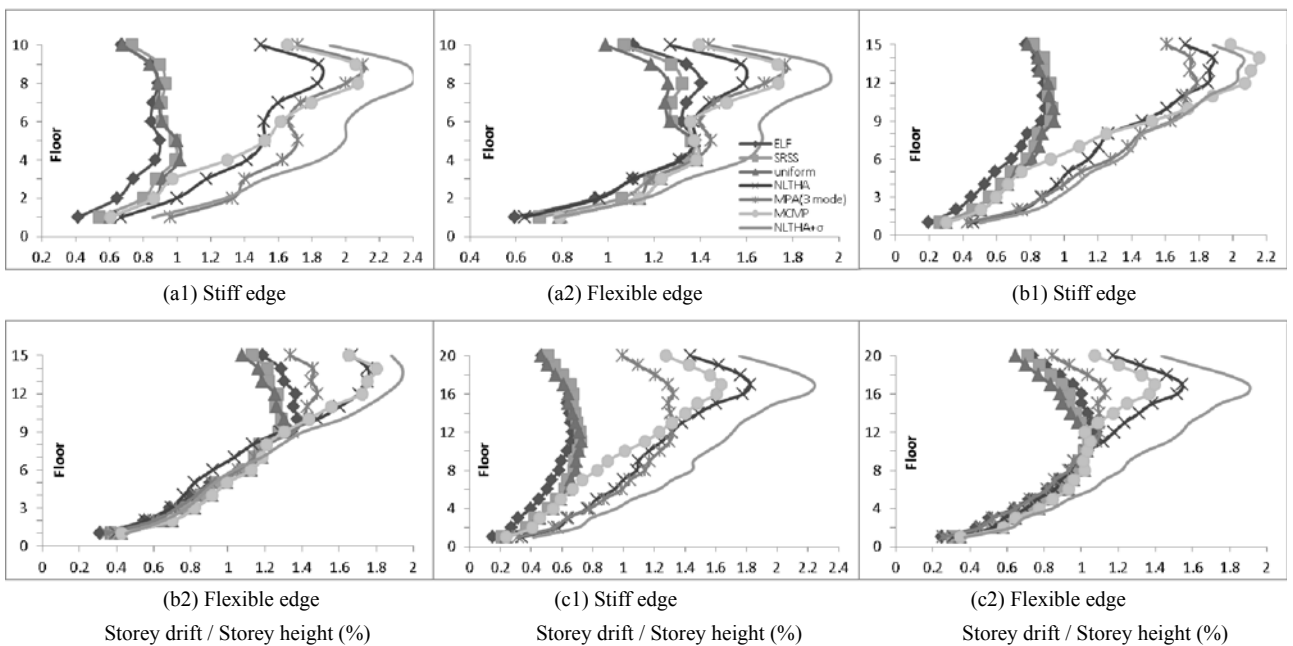 10
8
6
4
2
0
Floor
0.2 0.4 0.6 0.8 1 1.2 1.4 1.6 1.8 2 2.2 2.4
(a1) Stiff edge
10
8
6
4
2
0
Floor
ELF
SRSS
uniform
NLTHA
MPA(3 mode)
MCMP
NLTHA+σ
0.4 0.6 0.8 1 1.2 1.4 1.6 1.8 2 2.2
(a2) Flexible edge
15
12
9
6
3
0
Floor
0 0.2 0.4 0.6 0.8 1 1.2 1.4 1.6 1.8 2 2.2
(b1) Stiff edge
15
12
9
6
3
0
Floor
0 0.2 0.4 0.6 0.8 1 1.2 1.4 1.6 1.8 2
(b2) Flexible edge
Storey drift / Storey height (%)
20
16
12
8
4
0
Floor
0 0.2 0.4 0.6 0.8 1 1.2 1.4 1.6 1.8 2 2.2 2.4
(c1) Stiff edge
Storey drift / Storey height (%)
20
16
12
8
4
0
Floor
0 0.2 0.4 0.6 0.8 1 1.2 1.4 1.6 1.8 2
(c2) Flexible edge
Storey drift / Storey height (%)